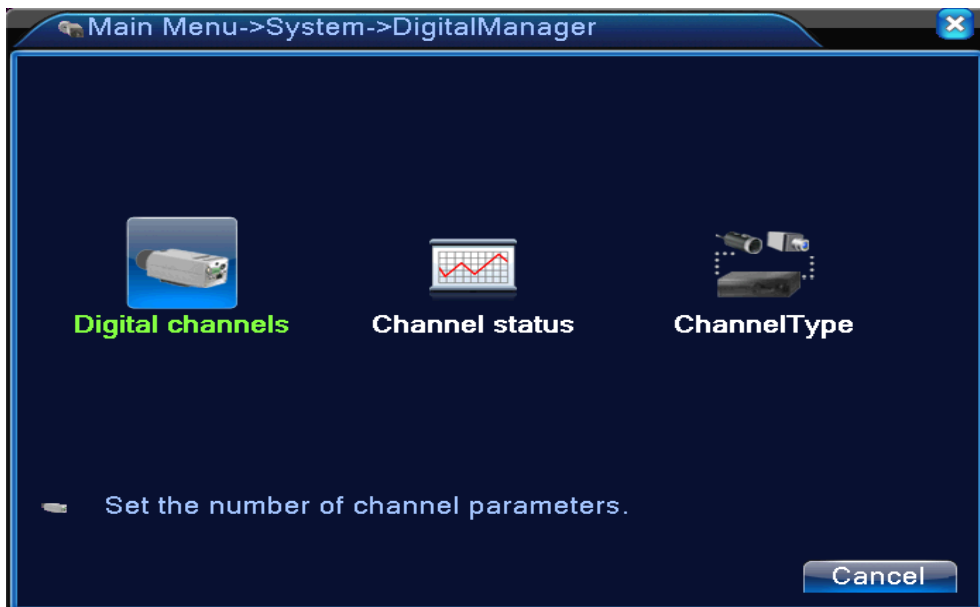 Main Menu->System->DigitalManager
Digital channels
Channel status
ChannelType
Set the number of channel parameters.
Cancel